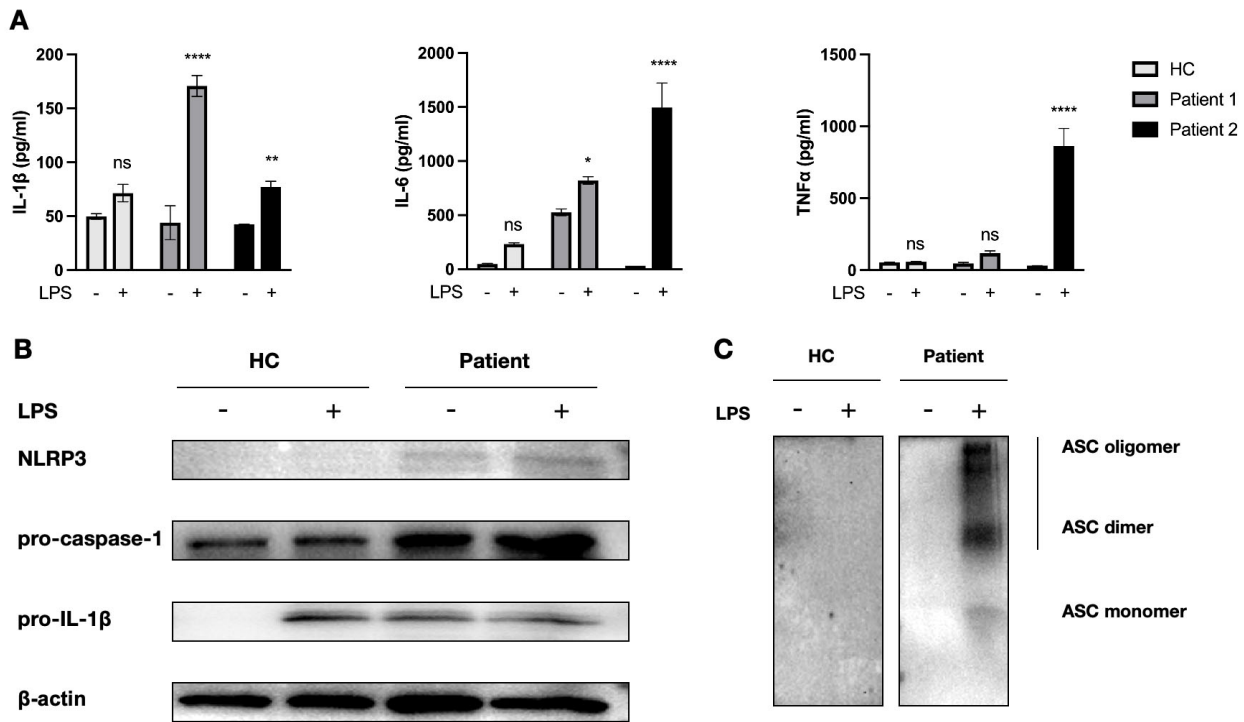 A
IL-1β (pg/ml)
200
150
100
50
0
ns
****
**
LPS - + - + - +
IL-6 (pg/ml)
2000
1500
1000
500
0
ns
*
****
LPS - + - + - +
TNFα (pg/ml)
1500
1000
500
0
ns
ns
****
LPS - + - + - +
HC
Patient 1
Patient 2
B
HC Patient
LPS - + - +
NLRP3
pro-caspase-1
pro-IL-1β
β-actin
C
HC Patient
LPS - + - +
ASC oligomer
ASC dimer
ASC monomer